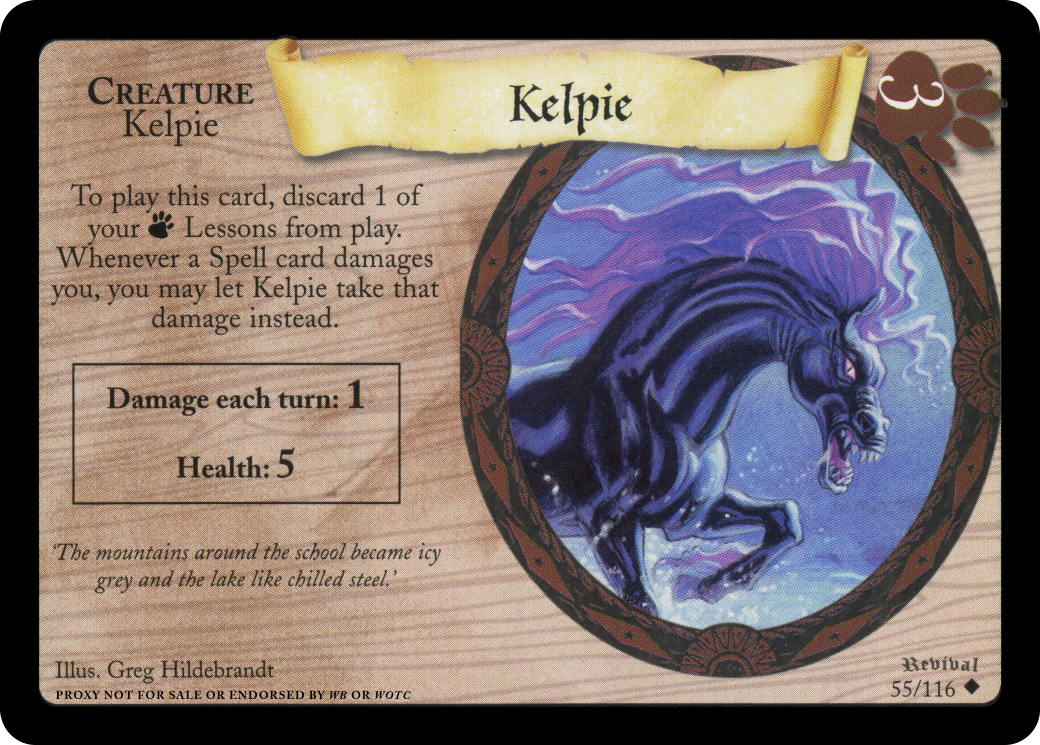 Kelpie
3
CREATURE
Kelpie
To play this card, discard 1 of
your Lessons from play.
Whenever a Spell card damages
you, you may let Kelpie take that
damage instead.
Damage each turn: 1
Health: 5
'The mountains around the school became icy
grey and the lake like chilled steel.'
Illus. Greg Hildebrandt
PROXY NOT FOR SALE OR ENDORSED BY WB OR WOTC
Revival
55/116